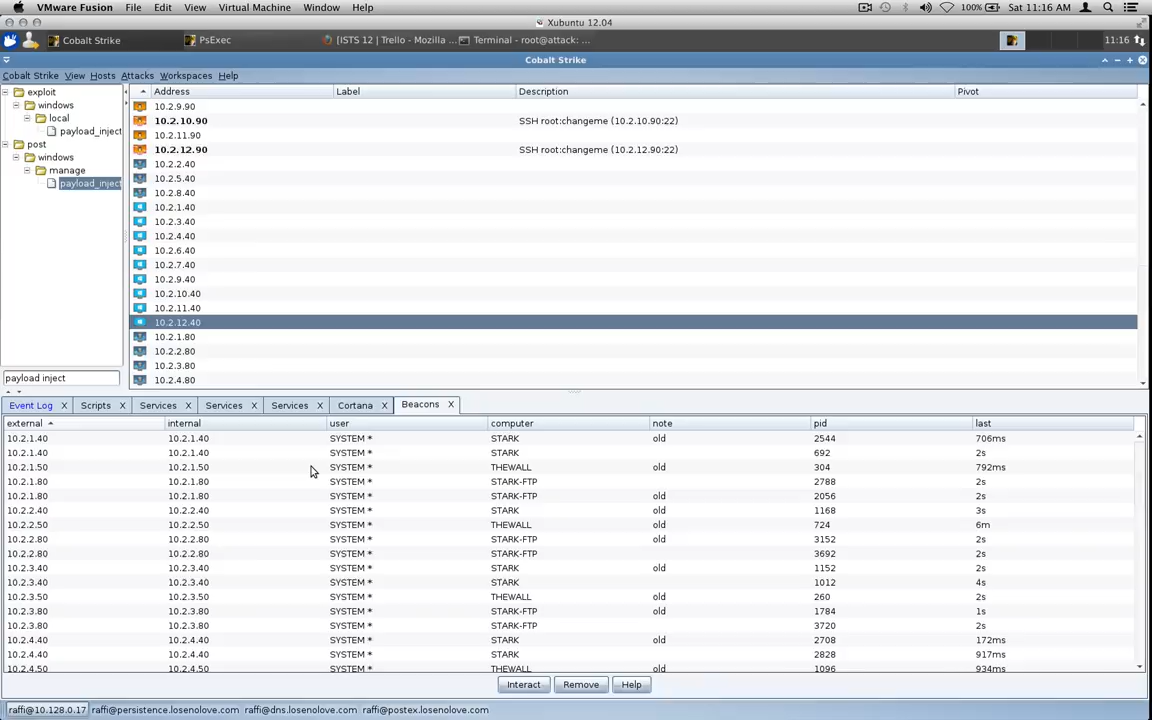 VMware Fusion File Edit View Virtual Machine Window Help 100% Sat 11:16 AM
Xubuntu 12.04
Cobalt Strike PsExec [ISTS 12 | Trello - Mozilla ... Terminal - root@attack: ... 11:16
Cobalt Strike
Cobalt Strike View Hosts Attacks Workspaces Help
exploit
windows
local
payload_inject
post
windows
manage
payload_inject
payload inject
Address Label Description Pivot
10.2.9.90
10.2.10.90 SSH root:changeme (10.2.10.90:22)
10.2.11.90
10.2.12.90 SSH root:changeme (10.2.12.90:22)
10.2.2.40
10.2.5.40
10.2.8.40
10.2.1.40
10.2.3.40
10.2.4.40
10.2.6.40
10.2.7.40
10.2.9.40
10.2.10.40
10.2.11.40
10.2.12.40
10.2.1.80
10.2.2.80
10.2.3.80
10.2.4.80
Event Log X Scripts X Services X Services X Services X Cortana X Beacons X
external internal user computer note pid last
10.2.1.40 10.2.1.40 SYSTEM * STARK old 2544 706ms
10.2.1.40 10.2.1.40 SYSTEM * STARK 692 2s
10.2.1.50 10.2.1.50 SYSTEM * THEWALL old 304 792ms
10.2.1.80 10.2.1.80 SYSTEM * STARK-FTP 2788 2s
10.2.1.80 10.2.1.80 SYSTEM * STARK-FTP old 2056 2s
10.2.2.40 10.2.2.40 SYSTEM * STARK old 1168 3s
10.2.2.50 10.2.2.50 SYSTEM * THEWALL old 724 6m
10.2.2.80 10.2.2.80 SYSTEM * STARK-FTP old 3152 2s
10.2.2.80 10.2.2.80 SYSTEM * STARK-FTP 3692 2s
10.2.3.40 10.2.3.40 SYSTEM * STARK old 1152 2s
10.2.3.40 10.2.3.40 SYSTEM * STARK 1012 4s
10.2.3.50 10.2.3.50 SYSTEM * THEWALL old 260 2s
10.2.3.80 10.2.3.80 SYSTEM * STARK-FTP old 1784 1s
10.2.3.80 10.2.3.80 SYSTEM * STARK-FTP 3720 2s
10.2.4.40 10.2.4.40 SYSTEM * STARK old 2708 172ms
10.2.4.40 10.2.4.40 SYSTEM * STARK 2828 917ms
10.2.4.50 10.2.4.50 SYSTEM * THEWALL old 1096 934ms
Interact Remove Help
raffi@10.128.0.17 raffi@persistence.losenolove.com raffi@dns.losenolove.com raffi@postex.losenolove.com